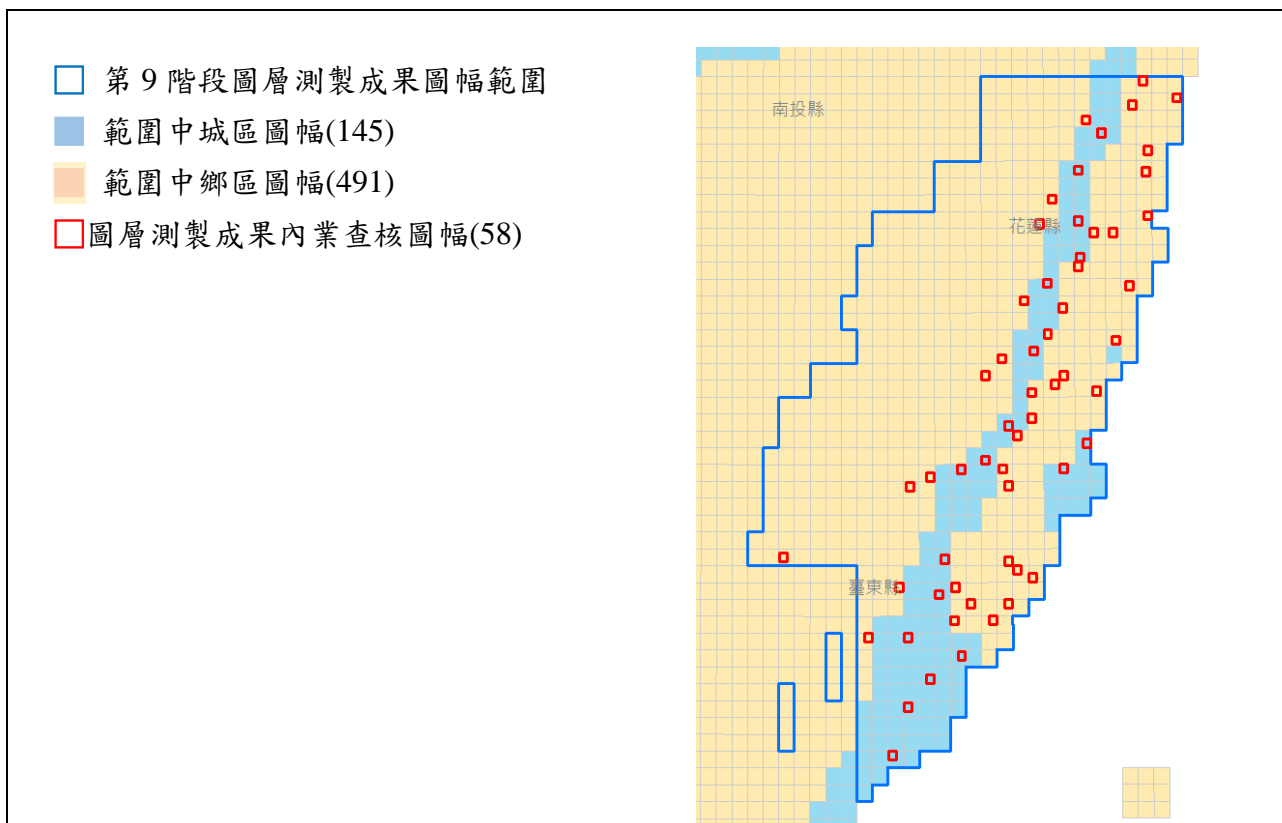 第 9 階段圖層測製成果圖幅範圍
範圍中城區圖幅(145)
範圍中鄉區圖幅(491)
圖層測製成果內業查核圖幅(58)
南投縣
花蓮縣
臺東縣